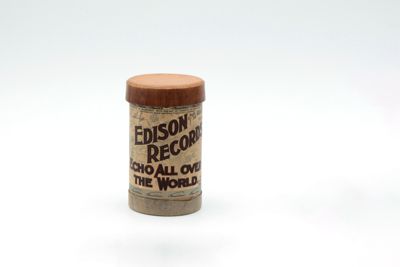 EDISON
RECORDS
ECHO ALL OVER
THE WORLD